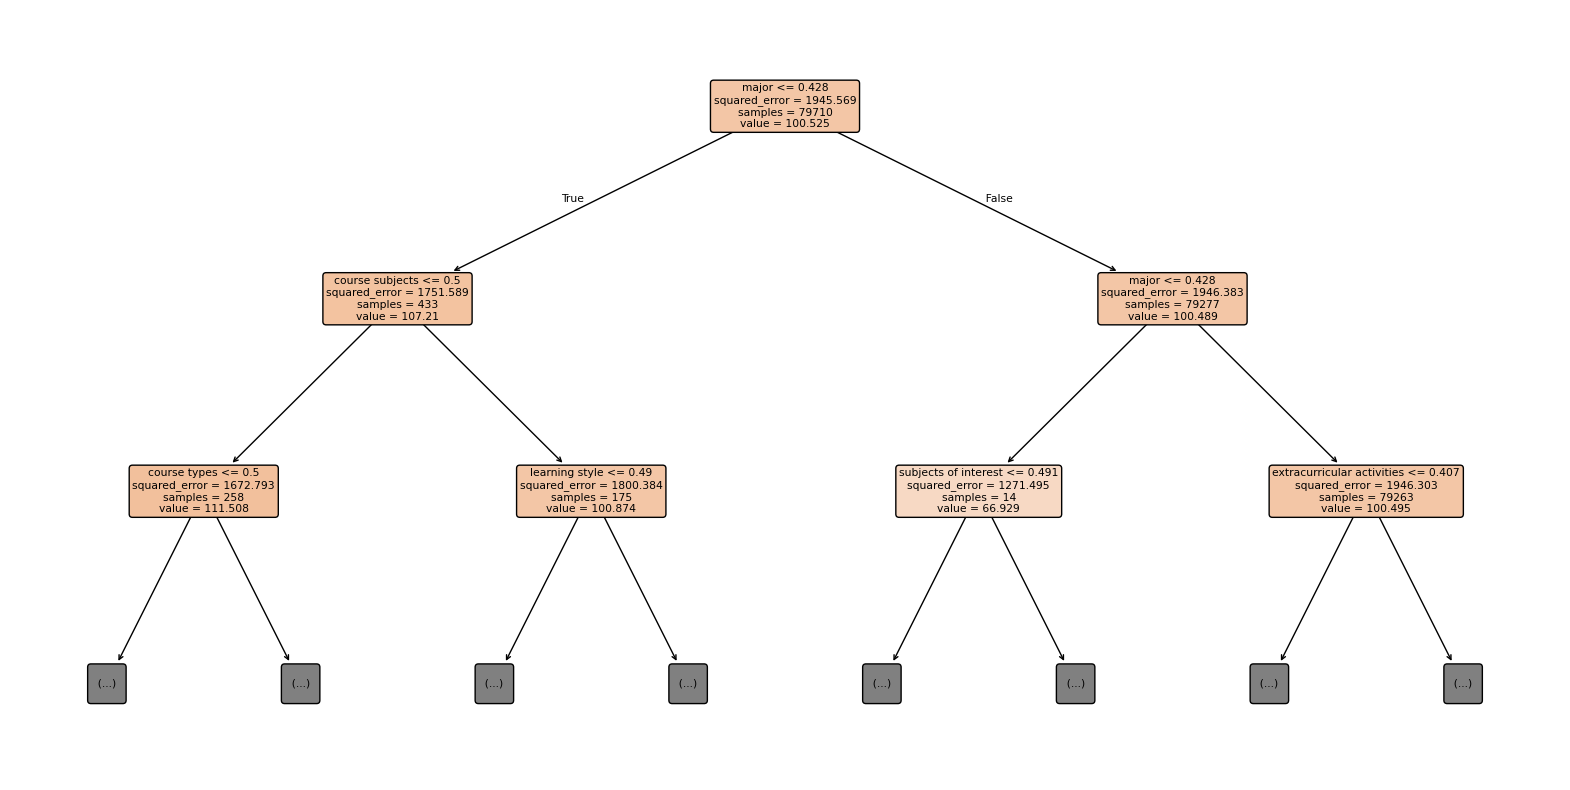 major <= 0.428
squared_error = 1945.569
samples = 79710
value = 100.525
True
False
course subjects <= 0.5
squared_error = 1751.589
samples = 433
value = 107.21
major <= 0.428
squared_error = 1946.383
samples = 79277
value = 100.489
course types <= 0.5
squared_error = 1672.793
samples = 258
value = 111.508
learning style <= 0.49
squared_error = 1800.384
samples = 175
value = 100.874
subjects of interest <= 0.491
squared_error = 1271.495
samples = 14
value = 66.929
extracurricular activities <= 0.407
squared_error = 1946.303
samples = 79263
value = 100.495
(...)
(...)
(...)
(...)
(...)
(...)
(...)
(...)